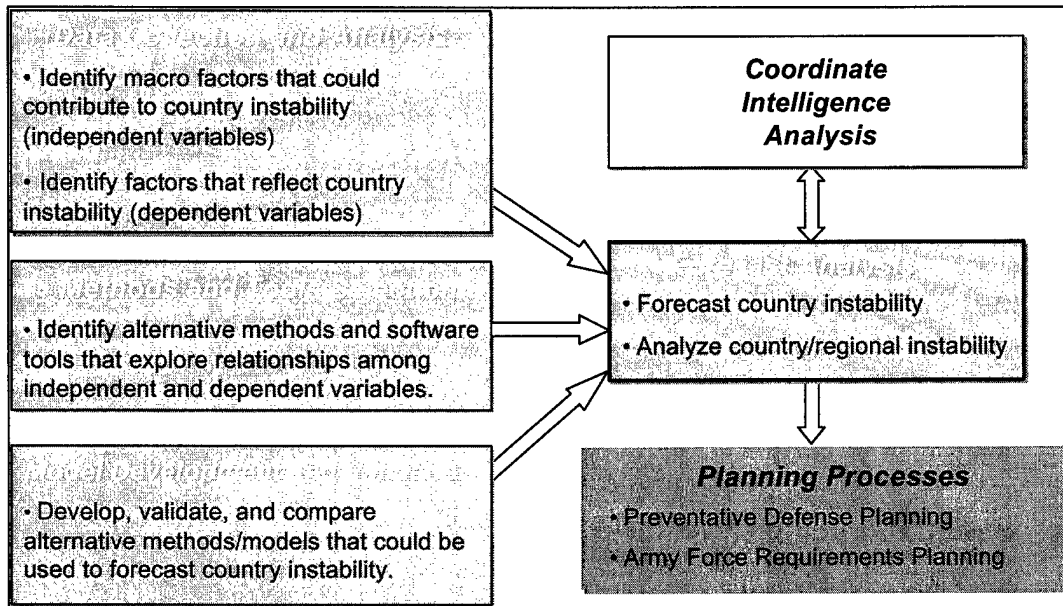 • Identify macro factors that could
contribute to country instability
(independent variables)
• Identify factors that reflect country
instability (dependent variables)
• Identify alternative methods and software
tools that explore relationships among
independent and dependent variables.
• Develop, validate, and compare
alternative methods/models that could be
used to forecast country instability.
Coordinate
Intelligence
Analysis
• Forecast country instability
• Analyze country/regional instability
Planning Processes
• Preventative Defense Planning
• Army Force Requirements Planning